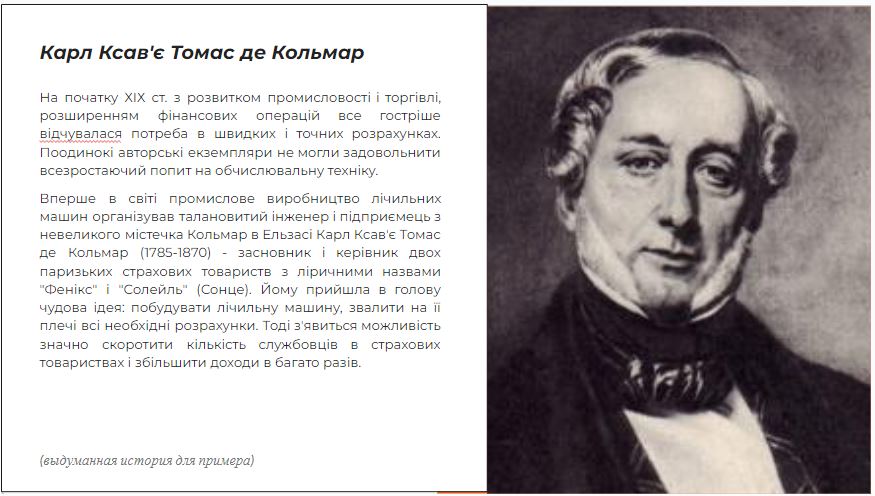 Карл Ксав'є Томас де Кольмар
На початку XIX ст. з розвитком промисловості і торгівлі,
розширенням фінансових операцій все гостріше
відчувалася потреба в швидких і точних розрахунках.
Поодинокі авторські екземпляри не могли задовольнити
всезростаючий попит на обчислювальну техніку.
Вперше в світі промислове виробництво лічильних
машин організував талановитий інженер і підприємець з
невеликого містечка Кольмар в Ельзасі Карл Ксав'є Томас
де Кольмар (1785-1870) - засновник і керівник двох
паризьких страхових товариств з ліричними назвами
"Фенікс" і "Солейль" (Сонце). Йому прийшла в голову
чудова ідея: побудувати лічильну машину, звалити на її
плечі всі необхідні розрахунки. Тоді з'явиться можливість
значно скоротити кількість службовців в страхових
товариствах і збільшити доходи в багато разів.
(выдуманная история для примера)